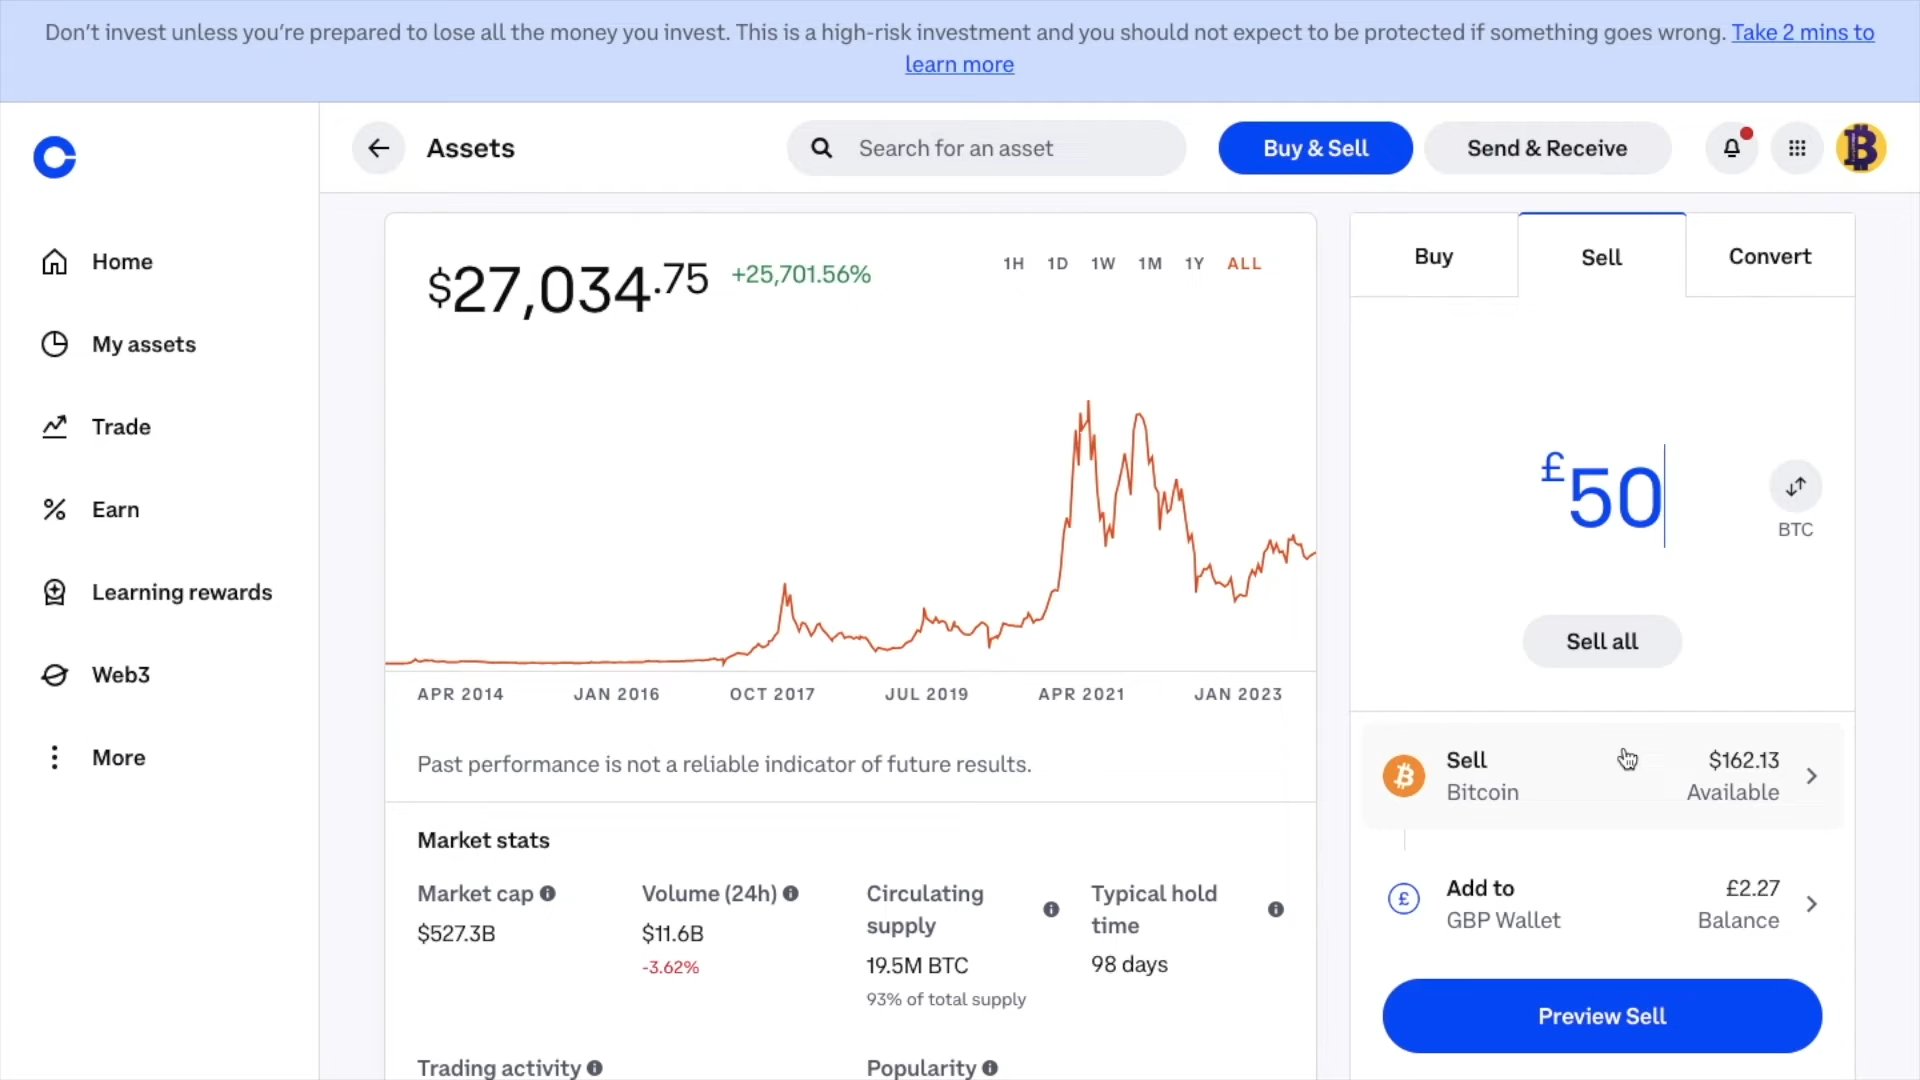 Don’t invest unless you’re prepared to lose all the money you invest. This is a high-risk investment and you should not expect to be protected if something goes wrong. Take 2 mins to
learn more
Assets
Search for an asset
Buy & Sell
Send & Receive
Home
My assets
Trade
Earn
Learning rewards
Web3
More
$27,034.75 +25,701.56%
1H 1D 1W 1M 1Y ALL
APR 2014 JAN 2016 OCT 2017 JUL 2019 APR 2021 JAN 2023
Past performance is not a reliable indicator of future results.
Market stats
Market cap
$527.3B
Volume (24h)
$11.6B
-3.62%
Circulating
supply
19.5M BTC
93% of total supply
Typical hold
time
98 days
Trading activity
Popularity
Buy
Sell
Convert
£50
BTC
Sell all
Sell
Bitcoin
$162.13
Available
£
Add to
GBP Wallet
£2.27
Balance
Preview Sell